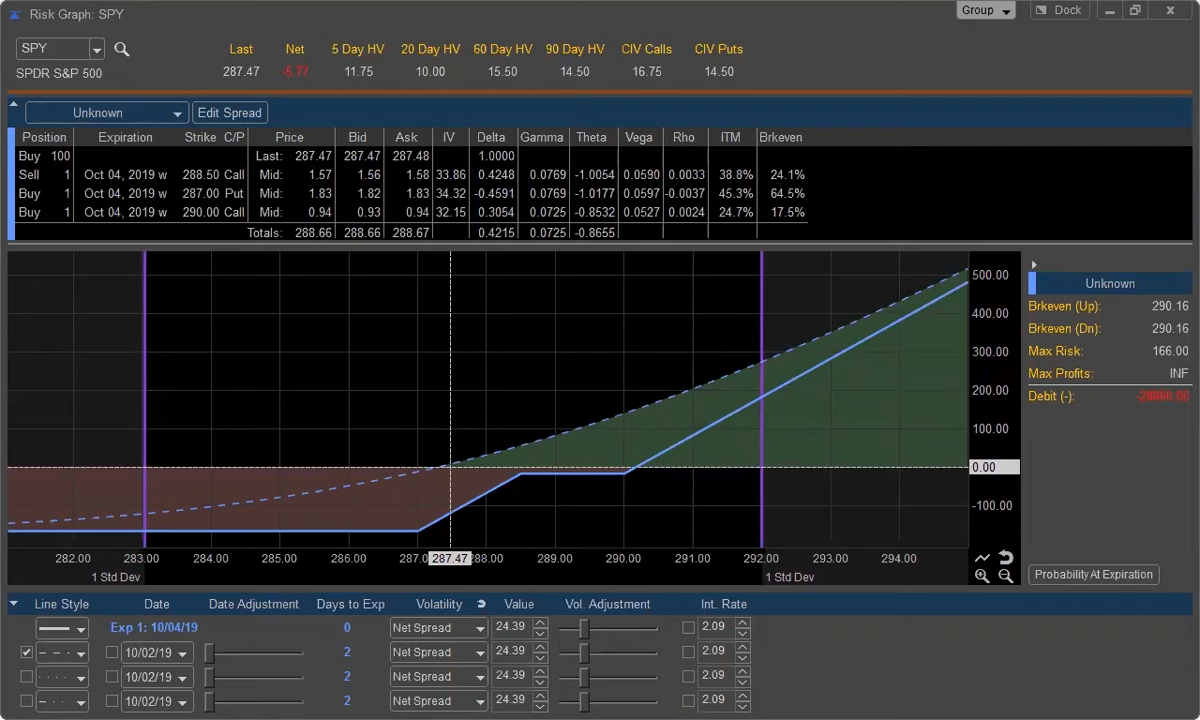 Risk Graph: SPY
Group
Dock
SPY
SPDR S&P 500
Last Net 5 Day HV 20 Day HV 60 Day HV 90 Day HV CIV Calls CIV Puts
287.47 -5.77 11.75 10.00 15.50 14.50 16.75 14.50
Unknown Edit Spread
Position Expiration Strike C/P Price Bid Ask IV Delta Gamma Theta Vega Rho ITM Brkeven
Buy 100 Last: 287.47 287.47 287.48 1.0000
Sell 1 Oct 04, 2019 w 288.50 Call Mid: 1.57 1.56 1.58 33.86 0.4248 0.0769 -1.0054 0.0590 0.0033 38.8% 24.1%
Buy 1 Oct 04, 2019 w 287.00 Put Mid: 1.83 1.82 1.83 34.32 -0.4591 0.0769 -1.0177 0.0597 -0.0037 45.3% 64.5%
Buy 1 Oct 04, 2019 w 290.00 Call Mid: 0.94 0.93 0.94 32.15 0.3054 0.0725 -0.8532 0.0527 0.0024 24.7% 17.5%
Totals: 288.66 288.66 288.67 0.4215 0.0725 -0.8655
500.00
400.00
300.00
200.00
100.00
0.00
-100.00
282.00 283.00 284.00 285.00 286.00 287.0 287.47 288.00 289.00 290.00 291.00 292.00 293.00 294.00
1 Std Dev 1 Std Dev
Unknown
Brkeven (Up): 290.16
Brkeven (Dn): 290.16
Max Risk: 166.00
Max Profits: INF
Debit (-):
Probability At Expiration
Line Style Date Date Adjustment Days to Exp Volatility Value Vol. Adjustment Int. Rate
Exp 1: 10/04/19 0 Net Spread 24.39 2.09
10/02/19 2 Net Spread 24.39 2.09
10/02/19 2 Net Spread 24.39 2.09
10/02/19 2 Net Spread 24.39 2.09